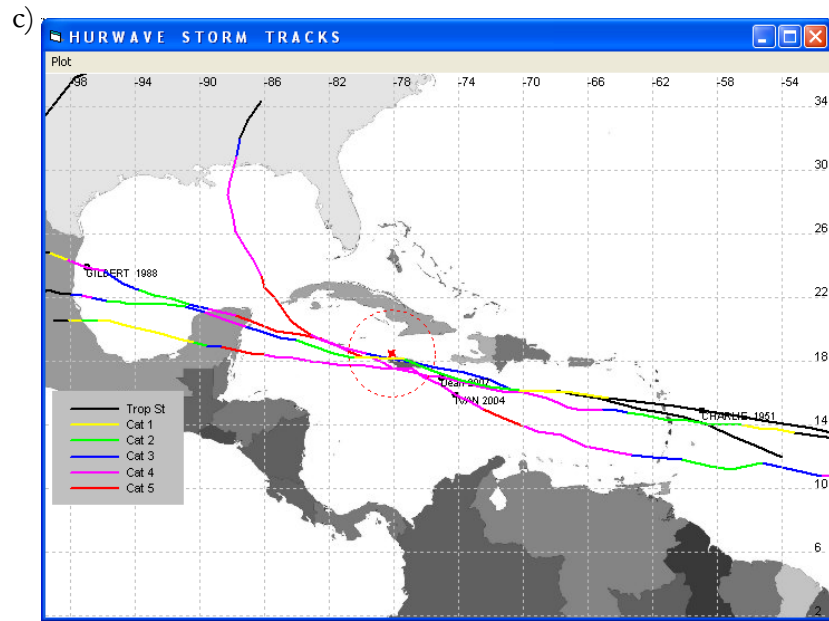 c)
HURWAVE STORM TRACKS
Plot
-98 -94 -90 -86 -82 -78 -74 -70 -66 -62 -58 -54
34
30
26
GILBERT 1988
22
18
Dean 2007
IVAN 2004
CHARLIE 1951
14
Trop St
Cat 1
Cat 2
Cat 3
Cat 4
Cat 5
10
6
2